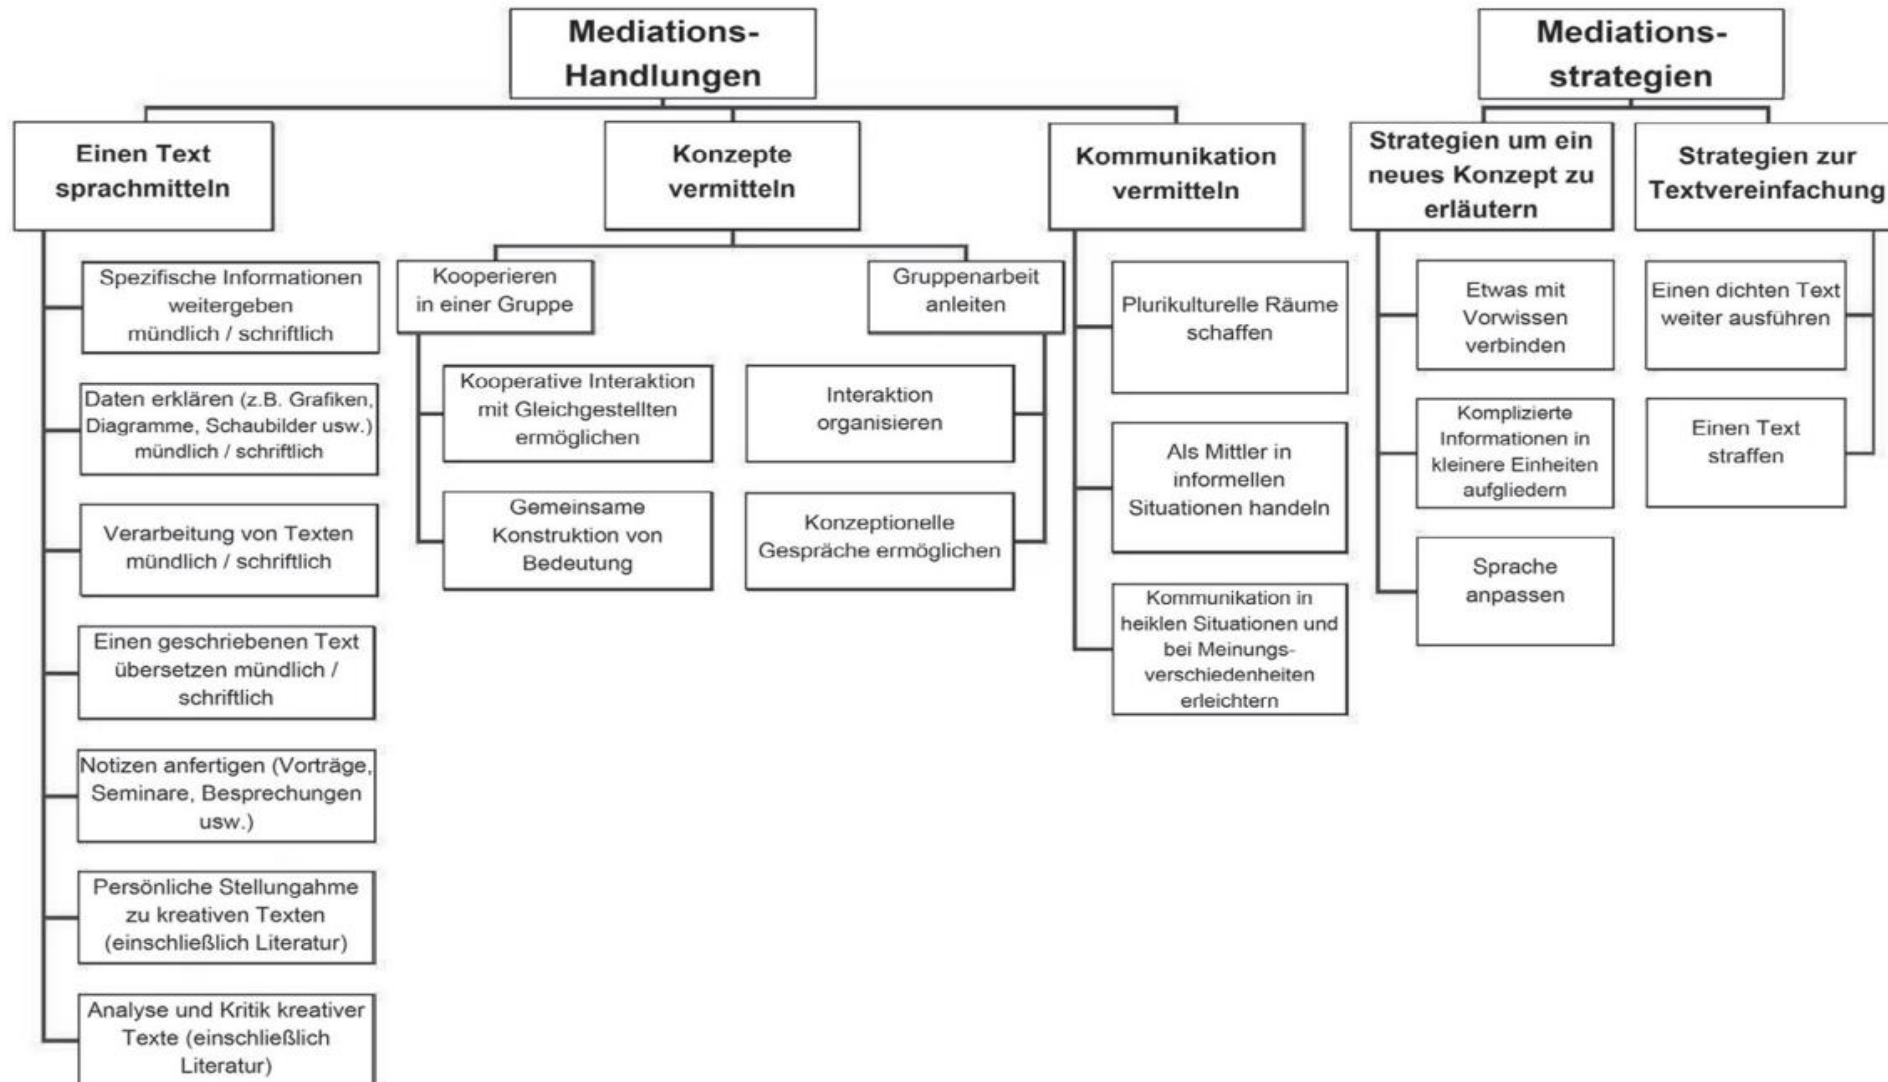 Mediations-
Handlungen
Einen Text
sprachmitteln
Spezifische Informationen
weitergeben
mündlich / schriftlich
Daten erklären (z.B. Grafiken,
Diagramme, Schaubilder usw.)
mündlich / schriftlich
Verarbeitung von Texten
mündlich / schriftlich
Einen geschriebenen Text
übersetzen mündlich /
schriftlich
Notizen anfertigen (Vorträge,
Seminare, Besprechungen
usw.)
Persönliche Stellungahme
zu kreativen Texten
(einschließlich Literatur)
Analyse und Kritik kreativer
Texte (einschließlich
Literatur)
Konzepte
vermitteln
Kooperieren
in einer Gruppe
Kooperative Interaktion
mit Gleichgestellten
ermöglichen
Gemeinsame
Konstruktion von
Bedeutung
Gruppenarbeit
anleiten
Interaktion
organisieren
Konzeptionelle
Gespräche ermöglichen
Kommunikation
vermitteln
Plurikulturelle Räume
schaffen
Als Mittler in
informellen
Situationen handeln
Kommunikation in
heiklen Situationen und
bei Meinungs-
verschiedenheiten
erleichtern
Mediations-
strategien
Strategien um ein
neues Konzept zu
erläutern
Etwas mit
Vorwissen
verbinden
Komplizierte
Informationen in
kleinere Einheiten
aufgliedern
Sprache
anpassen
Strategien zur
Textvereinfachung
Einen dichten Text
weiter ausführen
Einen Text
straffen